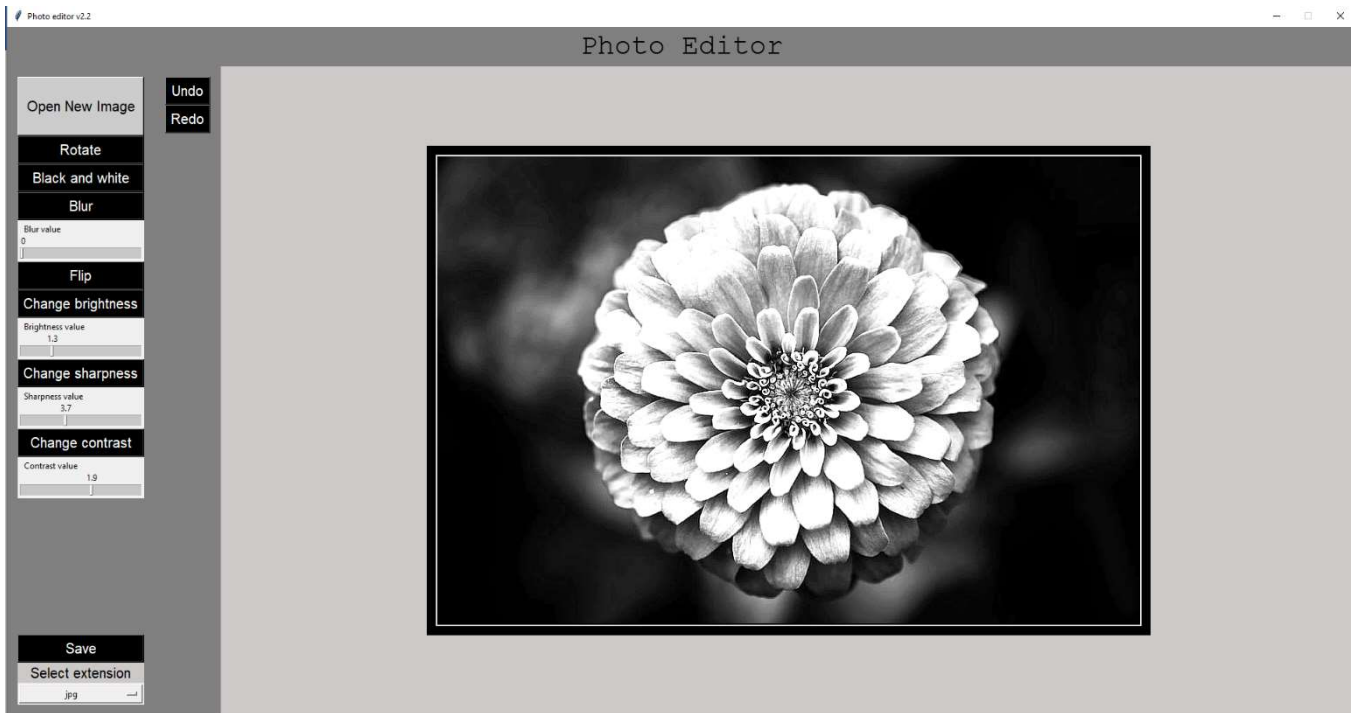 Photo editor v2.2
Photo Editor
Open New Image
Undo
Redo
Rotate
Black and white
Blur
Blur value
0
Flip
Change brightness
Brightness value
1.3
Change sharpness
Sharpness value
3.7
Change contrast
Contrast value
1.9
Save
Select extension
jpg